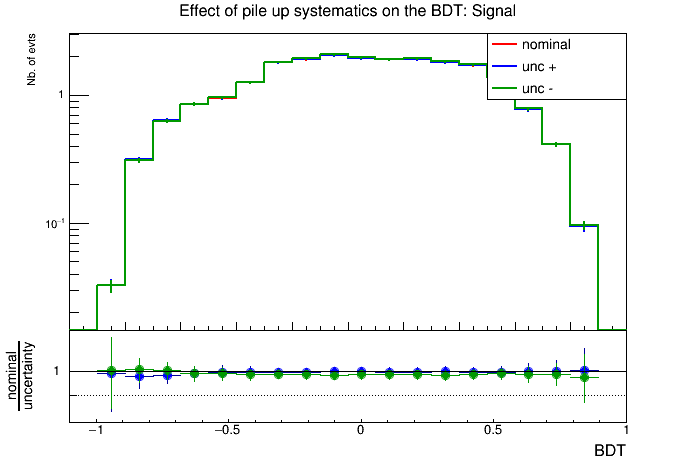 Effect of pile up systematics on the BDT: Signal
Nb. of evts
nominal
unc +
unc -
1
10⁻¹
nominal
uncertainty
1
−1
−0.5
0
0.5
1
BDT